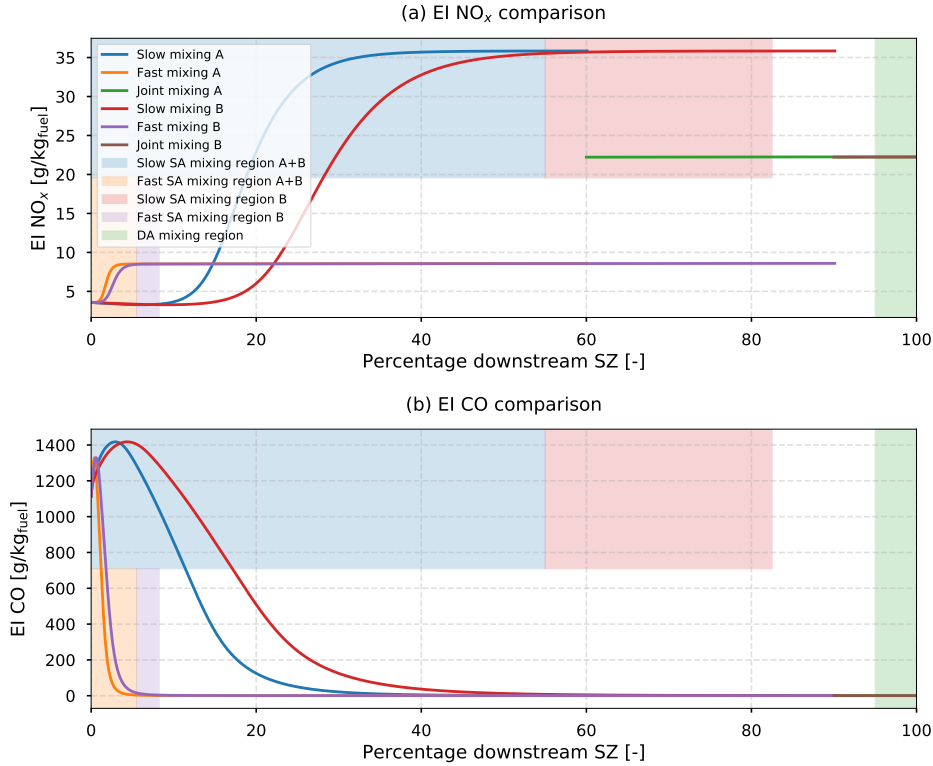 (a) EI NOx comparison
35
30
25
20
15
10
5
EI NOx [g/kgfuel]
Slow mixing A
Fast mixing A
Joint mixing A
Slow mixing B
Fast mixing B
Joint mixing B
Slow SA mixing region A+B
Fast SA mixing region A+B
Slow SA mixing region B
Fast SA mixing region B
DA mixing region
0 20 40 60 80 100
Percentage downstream SZ [-]
(b) EI CO comparison
1400
1200
1000
800
600
400
200
0
EI CO [g/kgfuel]
0 20 40 60 80 100
Percentage downstream SZ [-]